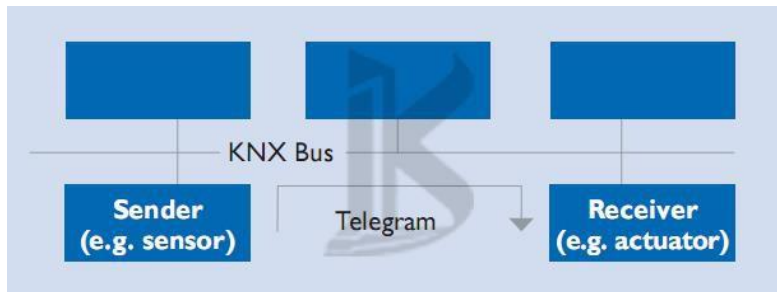 KNX Bus
Sender
(e.g. sensor)
Telegram
Receiver
(e.g. actuator)